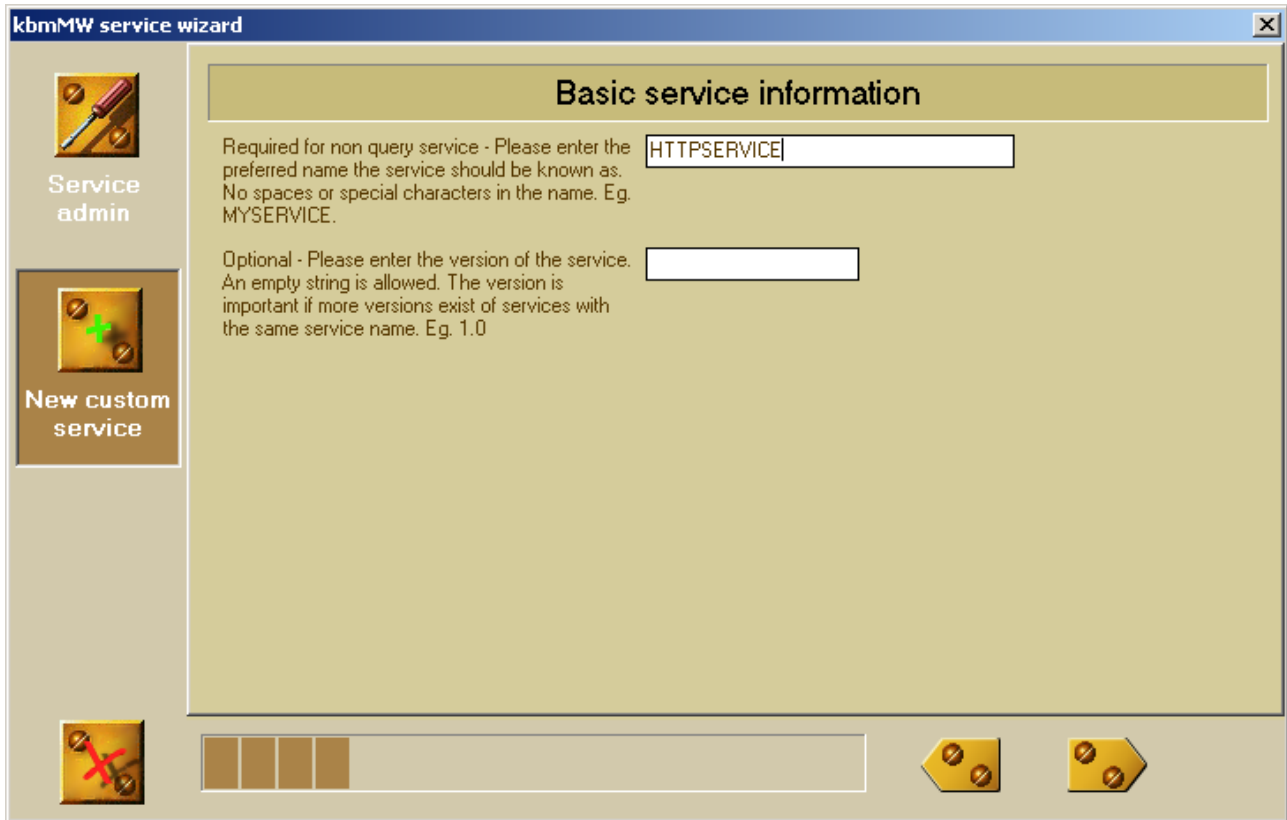 kbmMW service wizard
Service
admin
New custom
service
Basic service information
Required for non query service - Please enter the
preferred name the service should be known as.
No spaces or special characters in the name. Eg.
MYSERVICE.
HTTPSERVICE
Optional - Please enter the version of the service.
An empty string is allowed. The version is
important if more versions exist of services with
the same service name. Eg. 1.0